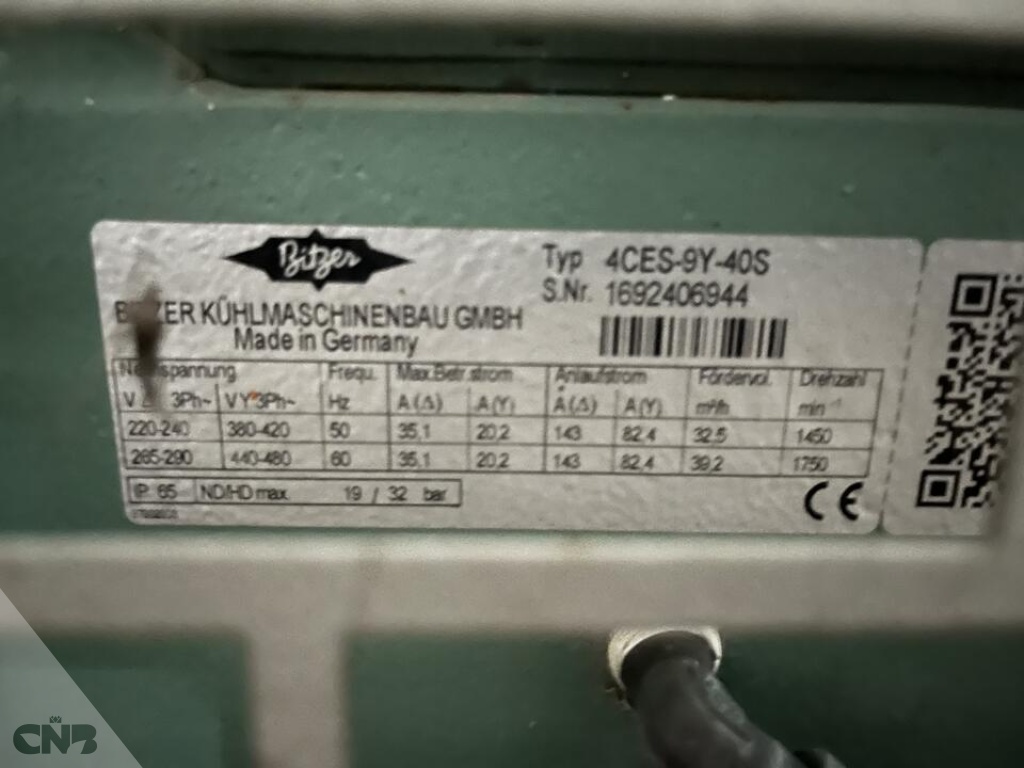 Bitzer
BITZER KÜHLMASCHINENBAU GMBH
Made in Germany
Typ 4CES-9Y-40S
S.Nr. 1692406944
Nennspannung Frequ. Max.Betr.strom Anlaufstrom Fördervol. Drehzahl
V 3Ph~ V Y 3Ph~ Hz A (Δ) A (Y) A (Δ) A (Y) m³/h min⁻¹
220-240 380-420 50 35,1 20,2 143 82,4 32,5 1450
265-290 440-480 60 35,1 20,2 143 82,4 39,2 1750
IP 65 ND/HD max. 19 / 32 bar
CE
CNB